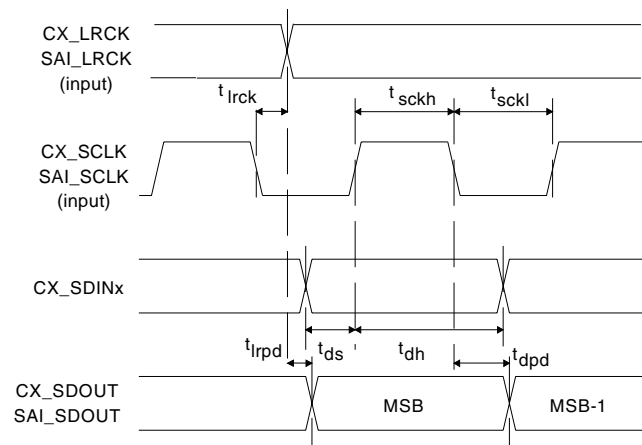 CX_LRCK
SAI_LRCK
(input)
t lrck
t sckh
t sckl
CX_SCLK
SAI_SCLK
(input)
CX_SDINx
t lrpd
t ds
t dh
t dpd
CX_SDOUT
SAI_SDOUT
MSB
MSB-1